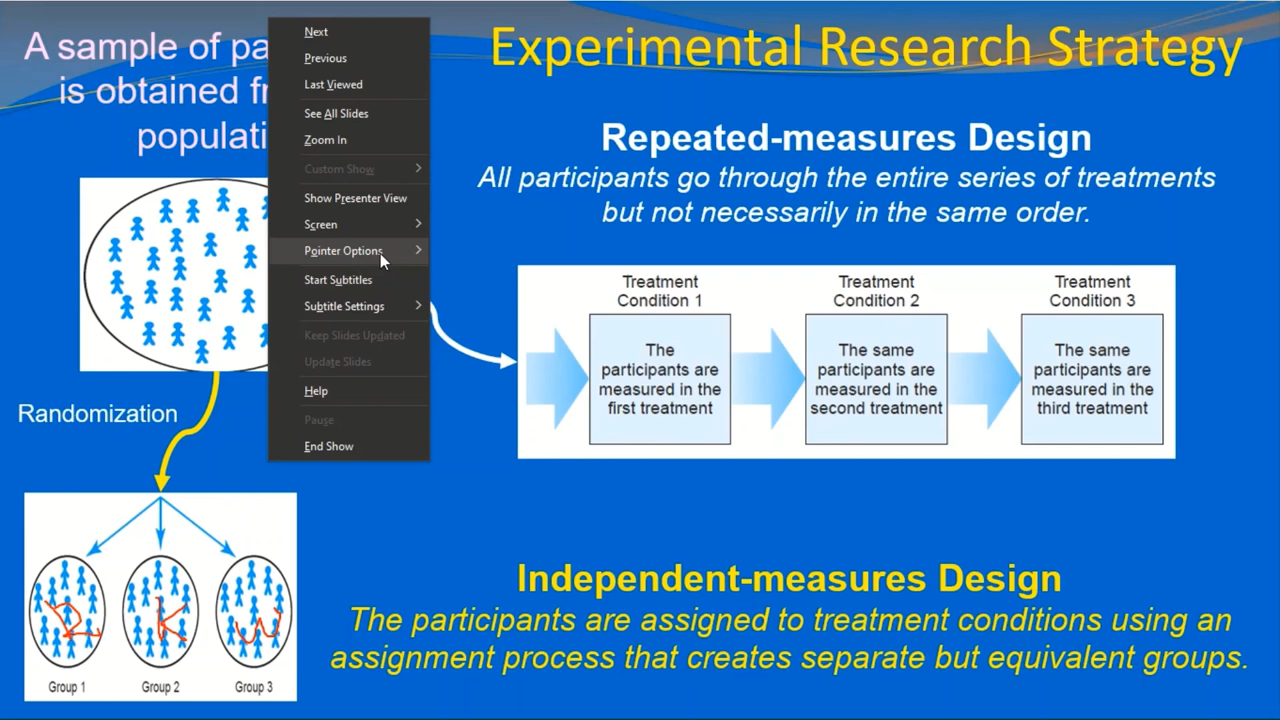 A sample of pa
is obtained f
populati
Experimental Research Strategy
Next
Previous
Last Viewed
See All Slides
Zoom In
Custom Show
Show Presenter View
Screen
Pointer Options
Start Subtitles
Subtitle Settings
Keep Slides Updated
Update Slides
Help
Pause
End Show
Repeated-measures Design
All participants go through the entire series of treatments
but not necessarily in the same order.
Treatment
Condition 1
The
participants are
measured in the
first treatment
Treatment
Condition 2
The same
participants are
measured in the
second treatment
Treatment
Condition 3
The same
participants are
measured in the
third treatment
Randomization
R
K
W
Group 1
Group 2
Group 3
Independent-measures Design
The participants are assigned to treatment conditions using an
assignment process that creates separate but equivalent groups.